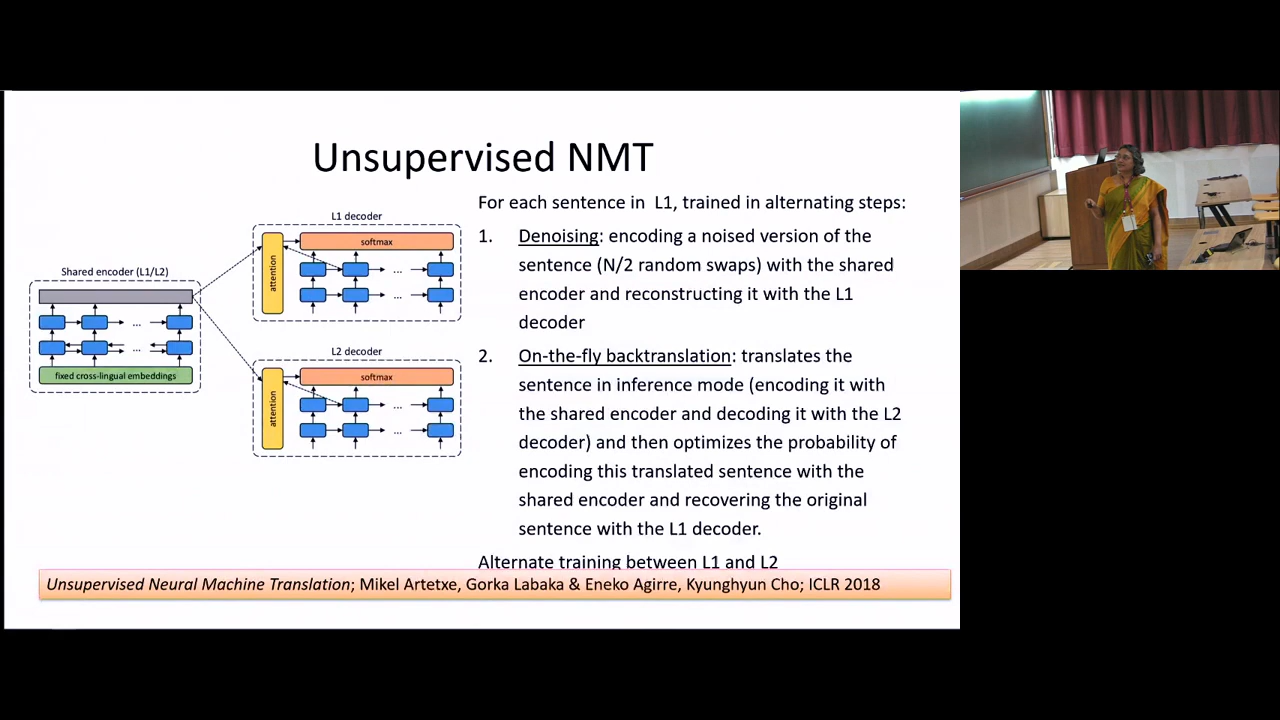 Unsupervised NMT
Shared encoder (L1/L2)
fixed cross-lingual embeddings
...
...
L1 decoder
attention
softmax
...
...
L2 decoder
attention
softmax
...
...
For each sentence in L1, trained in alternating steps:
1. Denoising: encoding a noised version of the
sentence (N/2 random swaps) with the shared
encoder and reconstructing it with the L1
decoder
2. On-the-fly backtranslation: translates the
sentence in inference mode (encoding it with
the shared encoder and decoding it with the L2
decoder) and then optimizes the probability of
encoding this translated sentence with the
shared encoder and recovering the original
sentence with the L1 decoder.
Alternate training between L1 and L2
Unsupervised Neural Machine Translation; Mikel Artetxe, Gorka Labaka & Eneko Agirre, Kyunghyun Cho; ICLR 2018